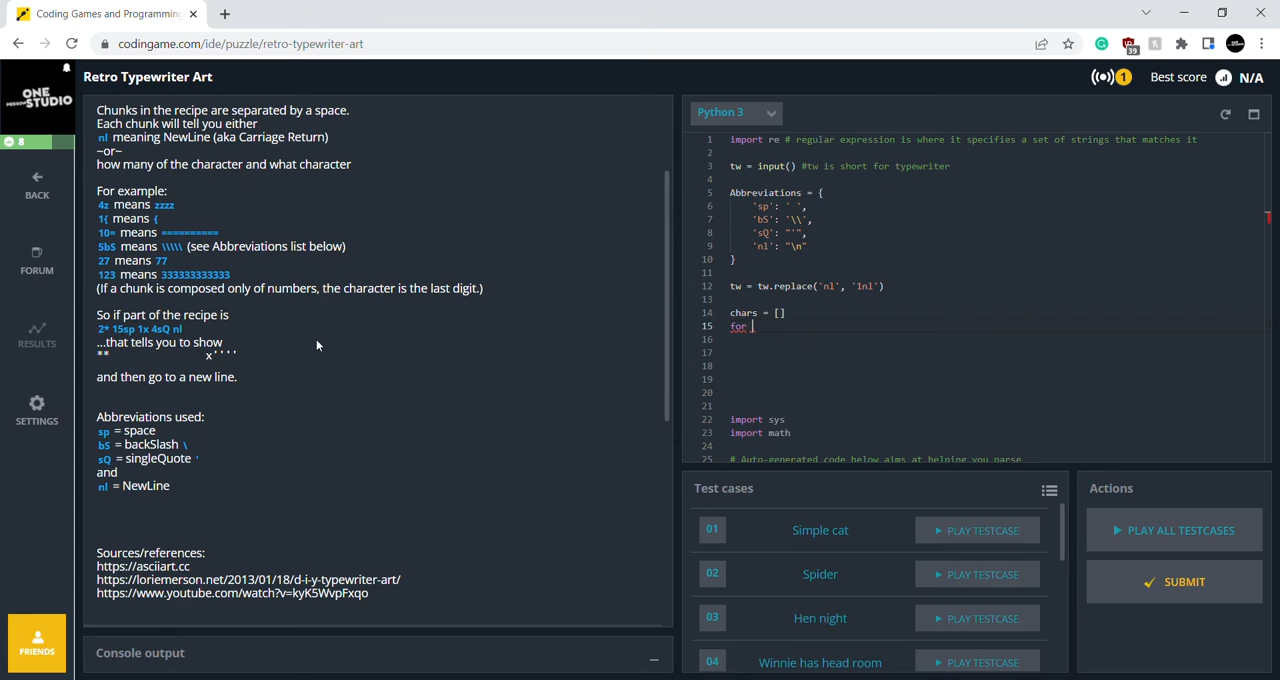 Coding Games and Programming
codingame.com/ide/puzzle/retro-typewriter-art
39
ONE
PERSON STUDIO
Retro Typewriter Art
1
Best score N/A
8
BACK
FORUM
RESULTS
SETTINGS
FRIENDS
Chunks in the recipe are separated by a space.
Each chunk will tell you either
nl meaning NewLine (aka Carriage Return)
~or~
how many of the character and what character
For example:
4z means zzzz
1{ means {
10= means ==========
5bS means \\\\\ (see Abbreviations list below)
27 means 77
123 means 333333333333
(If a chunk is composed only of numbers, the character is the last digit.)
So if part of the recipe is
2* 15sp 1x 4sQ nl
...that tells you to show
**               x''''
and then go to a new line.
Abbreviations used:
sp = space
bS = backSlash \
sQ = singleQuote '
and
nl = NewLine
Sources/references:
https://asciiart.cc
https://loriemerson.net/2013/01/18/d-i-y-typewriter-art/
https://www.youtube.com/watch?v=kyK5WvpFxqo
Console output
Python 3
1 import re # regular expression is where it specifies a set of strings that matches it
2
3 tw = input() #tw is short for typewriter
4
5 Abbreviations = {
6 'sp': ' ',
7 'bS': '\\',
8 'sQ': "'",
9 'nl': "\n"
10 }
11
12 tw = tw.replace('nl', '1nl')
13
14 chars = []
15 for
16
17
18
19
20
21
22 import sys
23 import math
24
25 # Auto-generated code below aims at helping you parse
Test cases
01 Simple cat PLAY TESTCASE
02 Spider PLAY TESTCASE
03 Hen night PLAY TESTCASE
04 Winnie has head room PLAY TESTCASE
Actions
PLAY ALL TESTCASES
SUBMIT